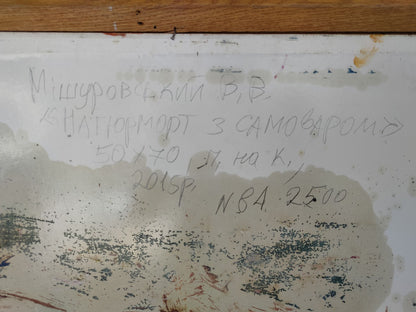 Мішуровський В.В.
«Натюрморт з самоваром»
50х70 п. на к.,
2015р. NBA 2500